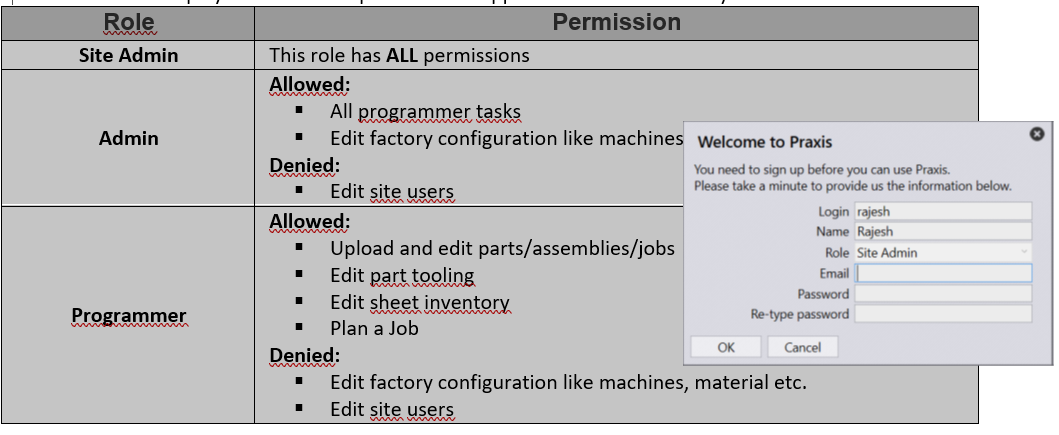 Role Permission
Site Admin This role has ALL permissions
Allowed:
▪ All programmer tasks
Admin ▪ Edit factory configuration like machines
Denied:
▪ Edit site users
Allowed:
▪ Upload and edit parts/assemblies/jobs
▪ Edit part tooling
▪ Edit sheet inventory
Programmer ▪ Plan a Job
Denied:
▪ Edit factory configuration like machines, material etc.
▪ Edit site users
Welcome to Praxis
You need to sign up before you can use Praxis.
Please take a minute to provide us the information below.
Login rajesh
Name Rajesh
Role Site Admin
Email
Password
Re-type password
OK Cancel